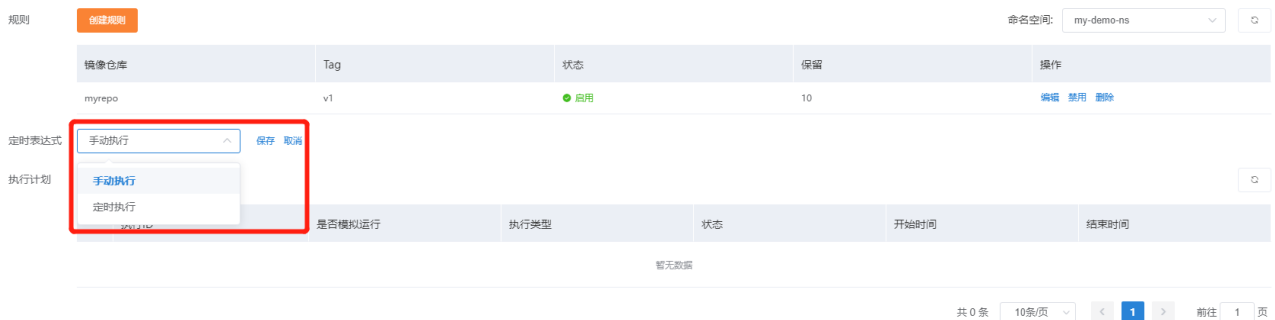 规则 创建规则 命名空间: my-demo-ns
镜像仓库 Tag 状态 保留 操作
myrepo v1 启用 10 编辑 禁用 删除
定时表达式 手动执行 保存 取消
执行计划 手动执行
定时执行
执行ID 是否模拟运行 执行类型 状态 开始时间 结束时间
暂无数据
共 0 条 10条/页 1 前往 1 页